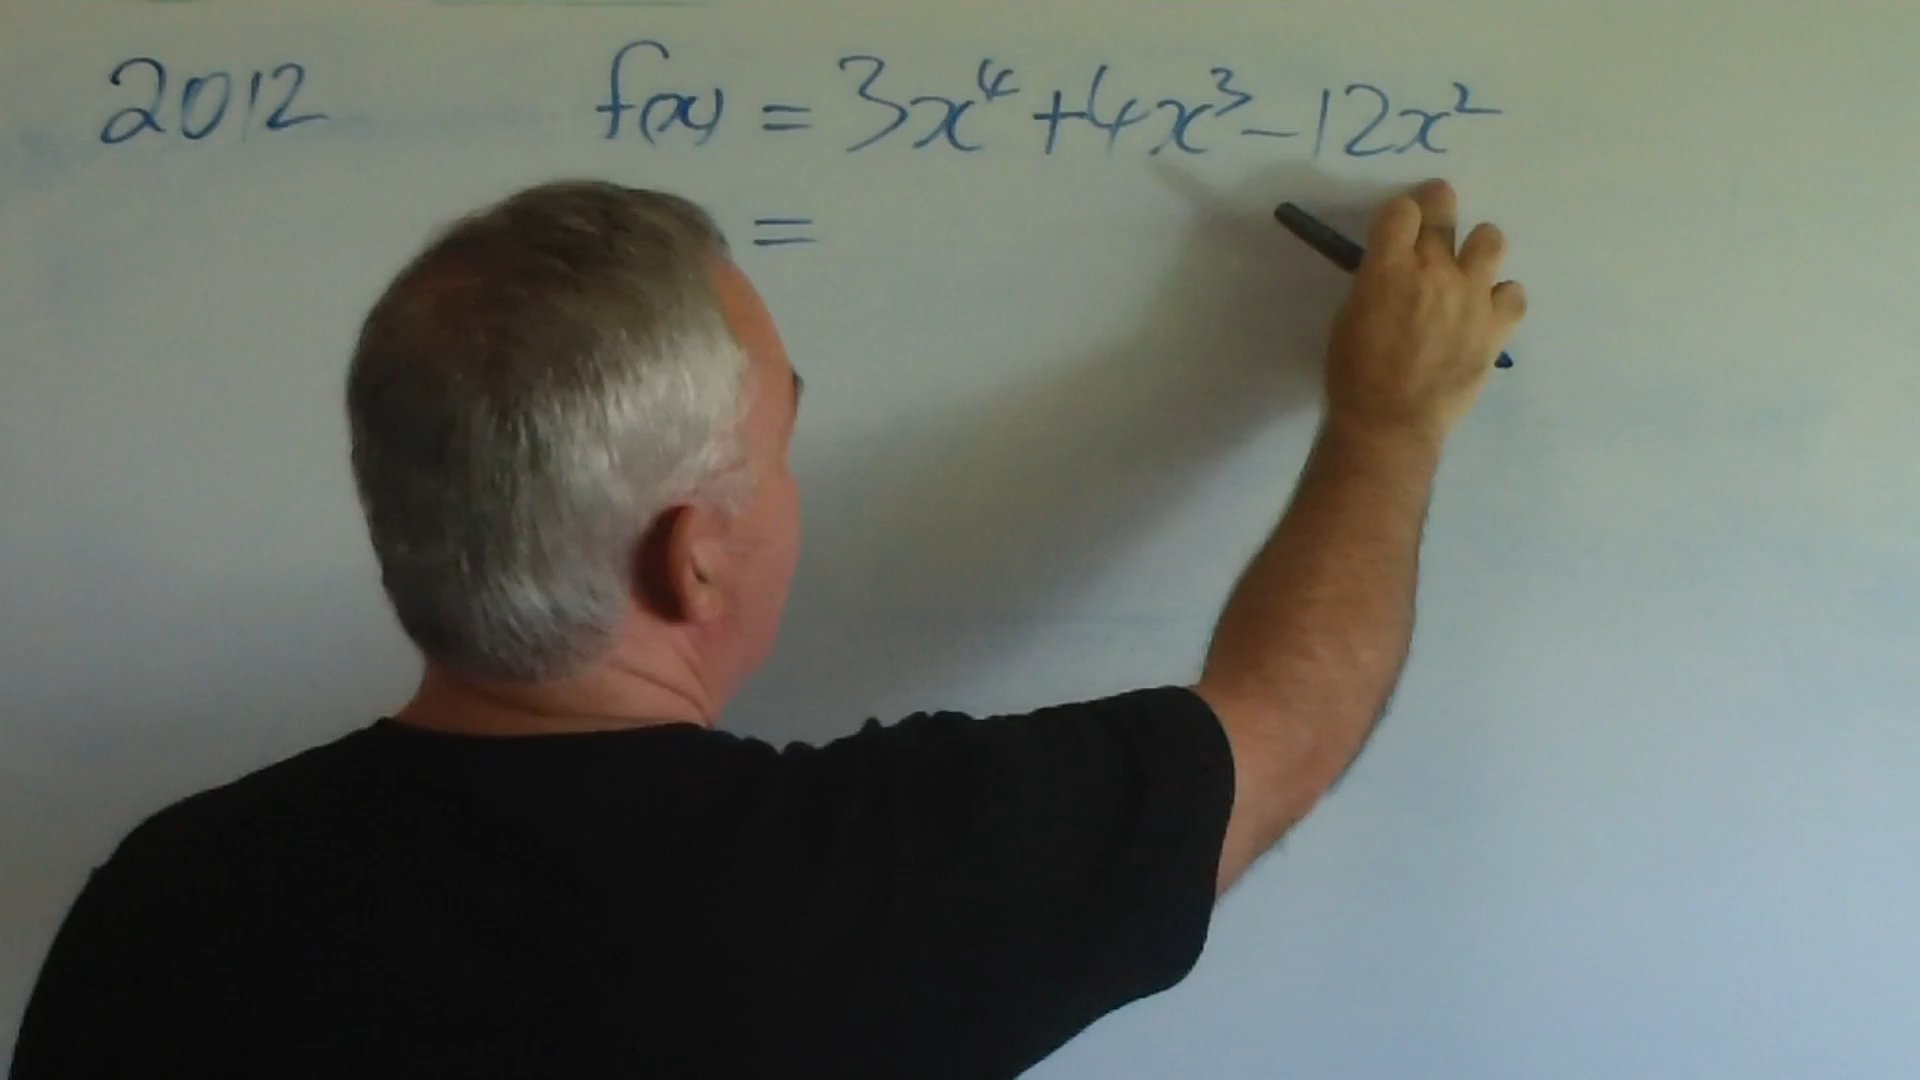 2012 f(x) = 3x⁴ + 4x³ - 12x²
=